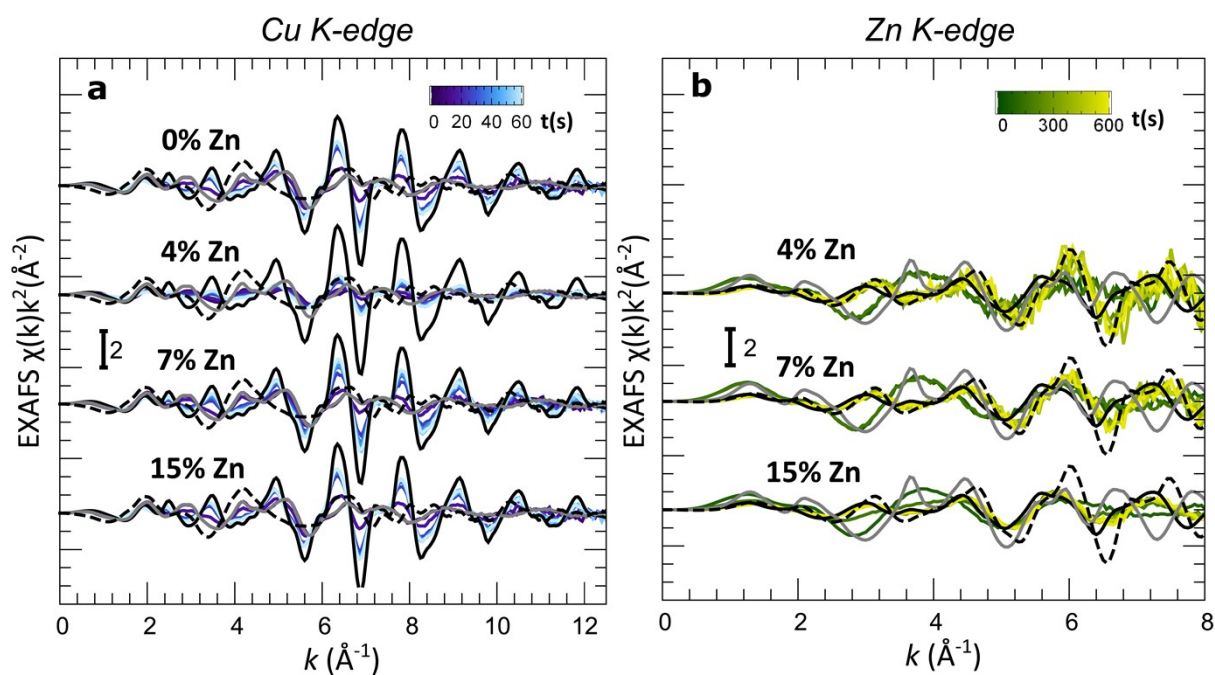 Cu K-edge
Zn K-edge
a
0 20 40 60 t(s)
0% Zn
4% Zn
7% Zn
15% Zn
2
EXAFS χ(k)k²(Å⁻²)
0 2 4 6 8 10 12
k (Å⁻¹)
b
0 300 600 t(s)
4% Zn
7% Zn
15% Zn
2
EXAFS χ(k)k²(Å⁻²)
0 2 4 6 8
k (Å⁻¹)